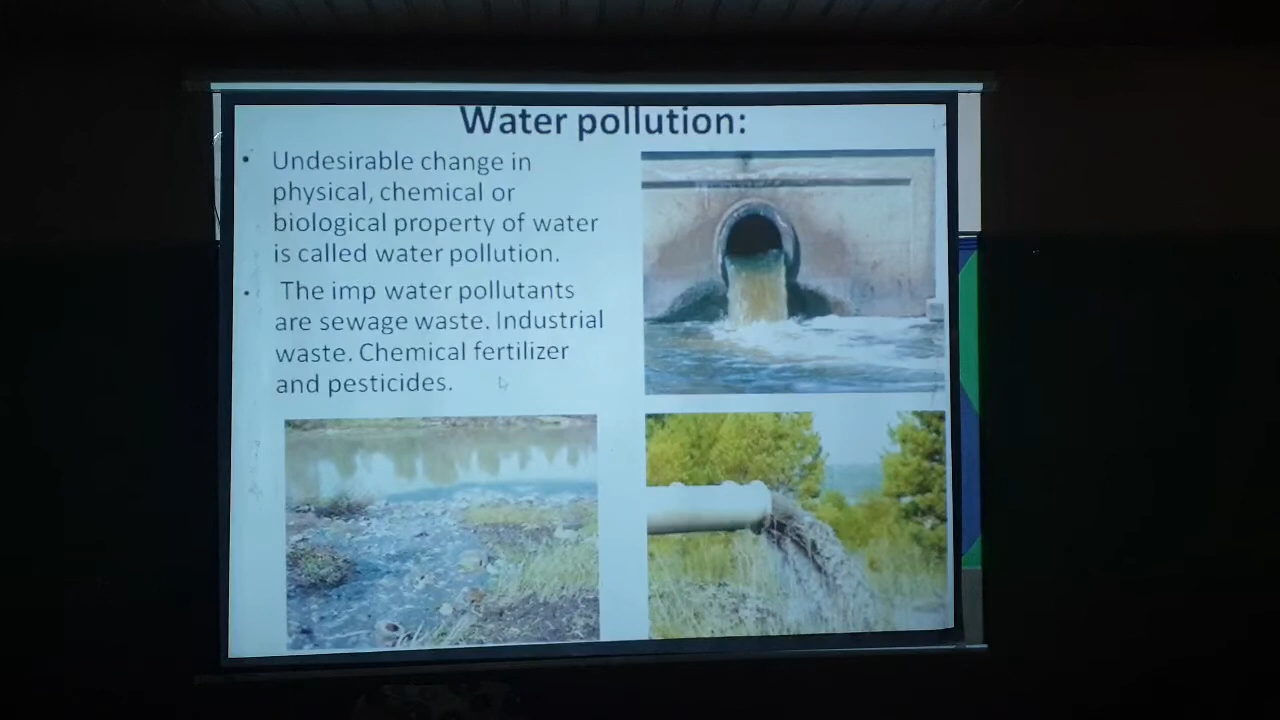 Water pollution:
• Undesirable change in
physical, chemical or
biological property of water
is called water pollution.
• The imp water pollutants
are sewage waste. Industrial
waste. Chemical fertilizer
and pesticides.